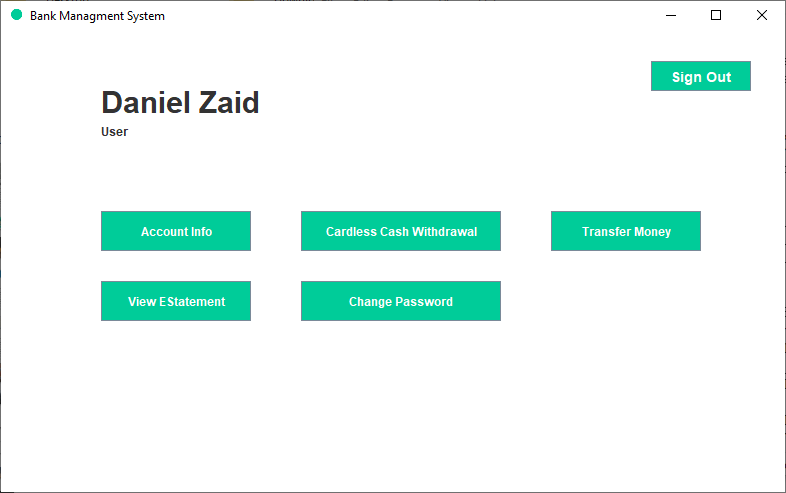 Bank Managment System
Sign Out
Daniel Zaid
User
Account Info
Cardless Cash Withdrawal
Transfer Money
View EStatement
Change Password